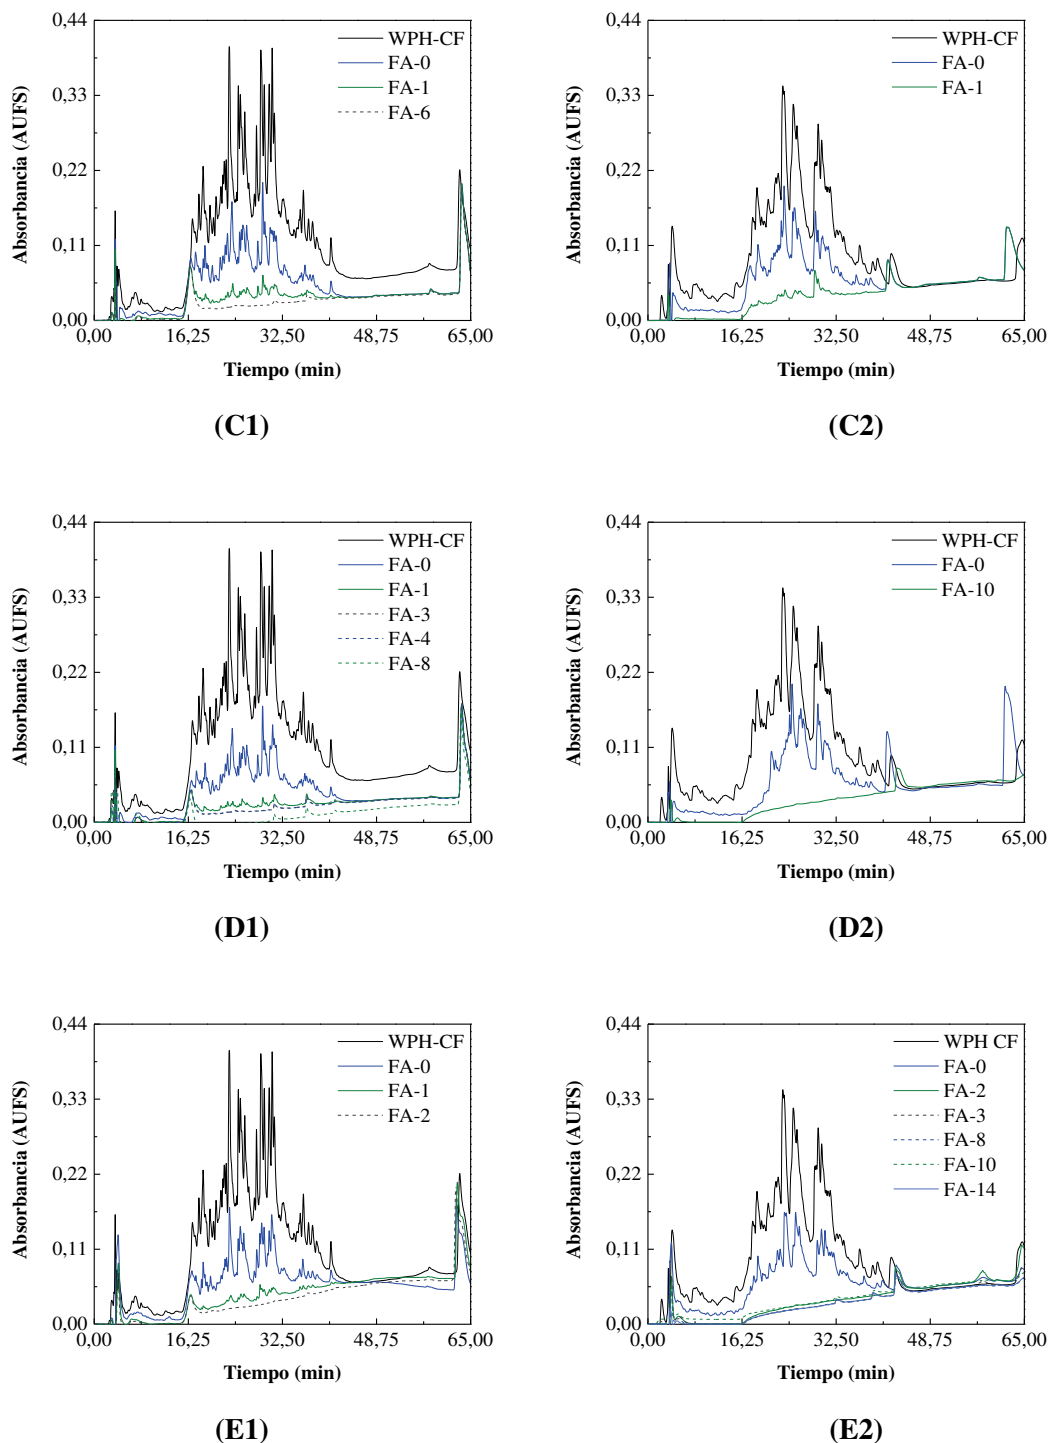 0,44
0,33
0,22
0,11
0,00
Absorbancia (AUFS)
WPH-CF
FA-0
FA-1
FA-6
0,00 16,25 32,50 48,75 65,00
Tiempo (min)
(C1)
0,44
0,33
0,22
0,11
0,00
Absorbancia (AUFS)
WPH-CF
FA-0
FA-1
0,00 16,25 32,50 48,75 65,00
Tiempo (min)
(C2)
0,44
0,33
0,22
0,11
0,00
Absorbancia (AUFS)
WPH-CF
FA-0
FA-1
FA-3
FA-4
FA-8
0,00 16,25 32,50 48,75 65,00
Tiempo (min)
(D1)
0,44
0,33
0,22
0,11
0,00
Absorbancia (AUFS)
WPH-CF
FA-0
FA-10
0,00 16,25 32,50 48,75 65,00
Tiempo (min)
(D2)
0,44
0,33
0,22
0,11
0,00
Absorbancia (AUFS)
WPH-CF
FA-0
FA-1
FA-2
0,00 16,25 32,50 48,75 65,00
Tiempo (min)
(E1)
0,44
0,33
0,22
0,11
0,00
Absorbancia (AUFS)
WPH CF
FA-0
FA-2
FA-3
FA-8
FA-10
FA-14
0,00 16,25 32,50 48,75 65,00
Tiempo (min)
(E2)